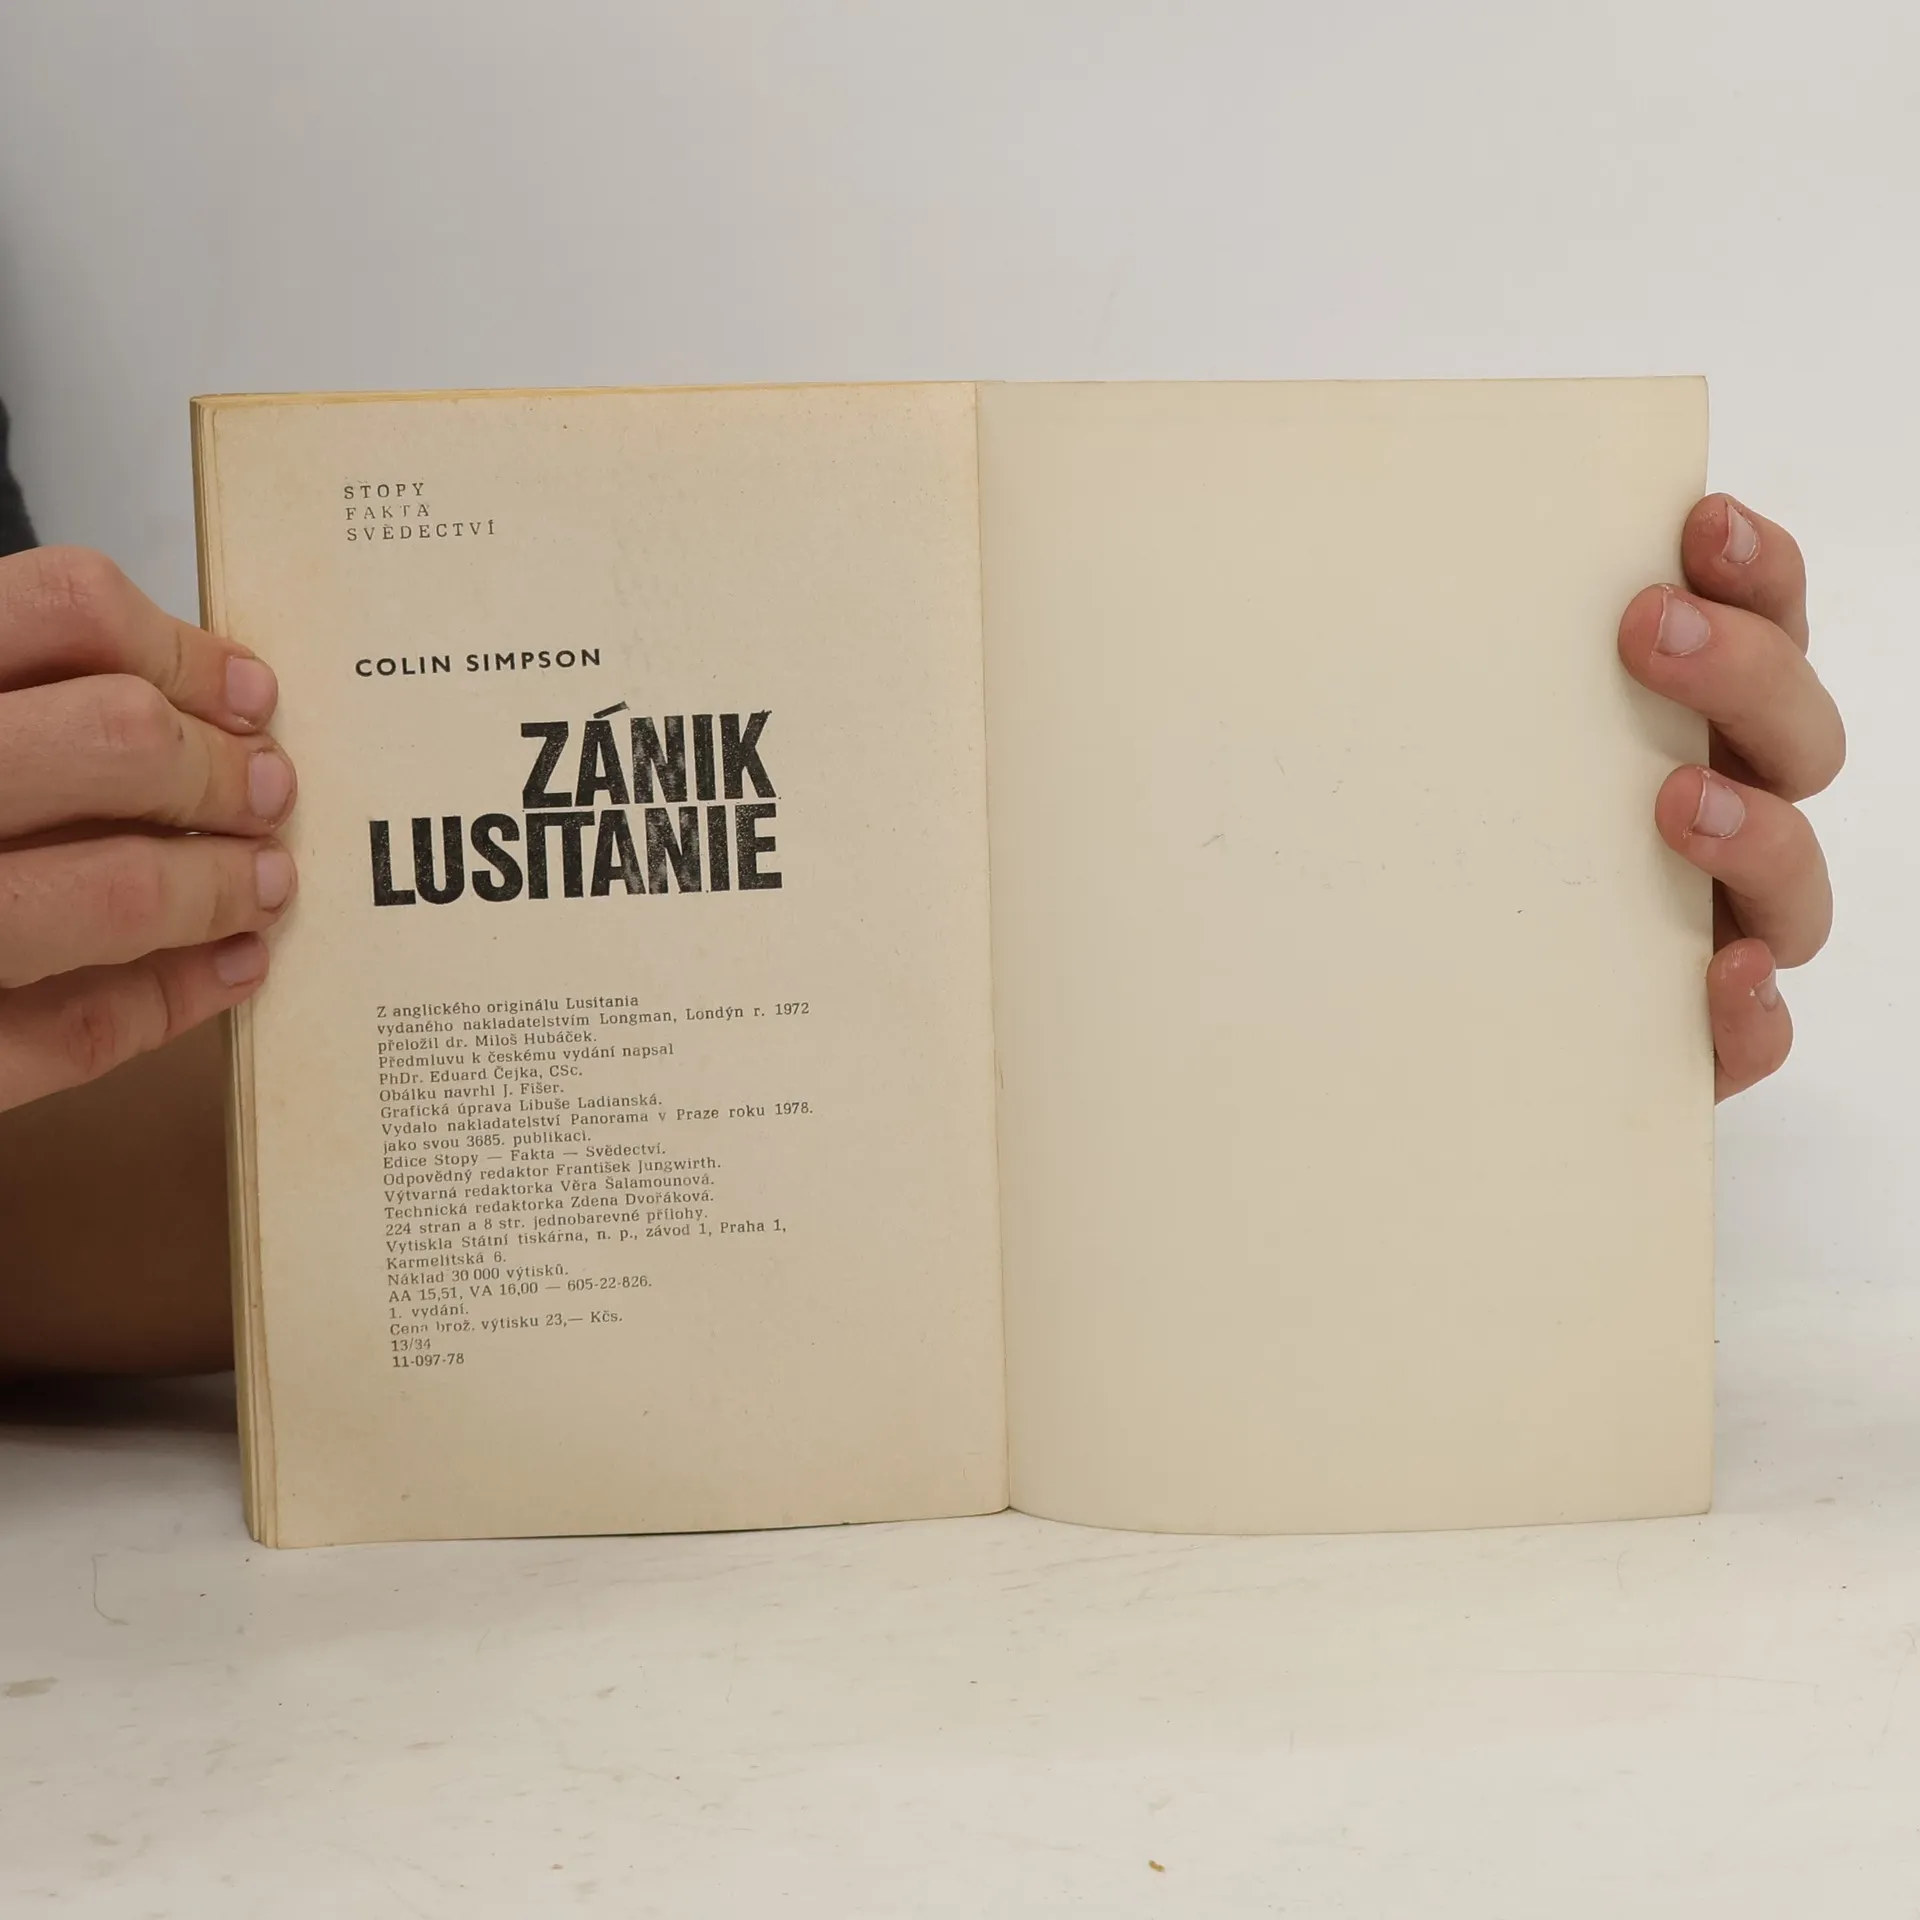 STOPY
FAKTA
SVĚDECTVÍ
COLIN SIMPSON
ZÁNIK
LUSITANIE
Z anglického originálu Lusitania
vydaného nakladatelstvím Longman, Londýn r. 1972
přeložil dr. Miloš Hubáček.
Předmluvu k českému vydání napsal
PhDr. Eduard Čejka, CSc.
Obálku navrhl J. Fišer.
Grafická úprava Libuše Ladianská.
Vydalo nakladatelství Panorama v Praze roku 1978.
jako svou 3685. publikaci.
Edice Stopy — Fakta — Svědectví.
Odpovědný redaktor František Jungwirth.
Výtvarná redaktorka Věra Šalamounová.
Technická redaktorka Zdena Dvořáková.
224 stran a 8 str. jednobarevné přílohy.
Vytiskla Státní tiskárna, n. p., závod 1, Praha 1,
Karmelitská 6.
Náklad 30 000 výtisků.
AA 15,51, VA 16,00 — 605-22-826.
1. vydání.
Cena brož. výtisku 23,— Kčs.
13/34
11-097-78